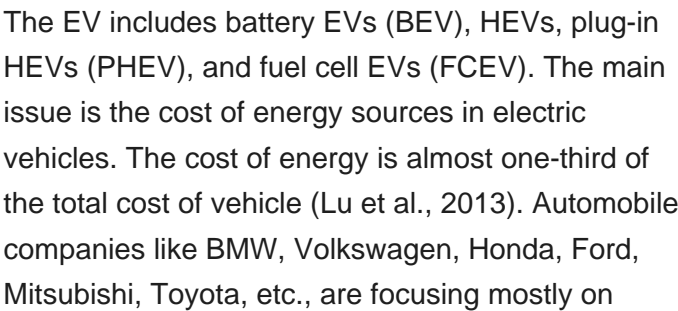 The EV includes battery EVs (BEV), HEVs, plug-in
HEVs (PHEV), and fuel cell EVs (FCEV). The main
issue is the cost of energy sources in electric
vehicles. The cost of energy is almost one-third of
the total cost of vehicle (Lu et al., 2013). Automobile
companies like BMW, Volkswagen, Honda, Ford,
Mitsubishi, Toyota, etc., are focusing mostly on